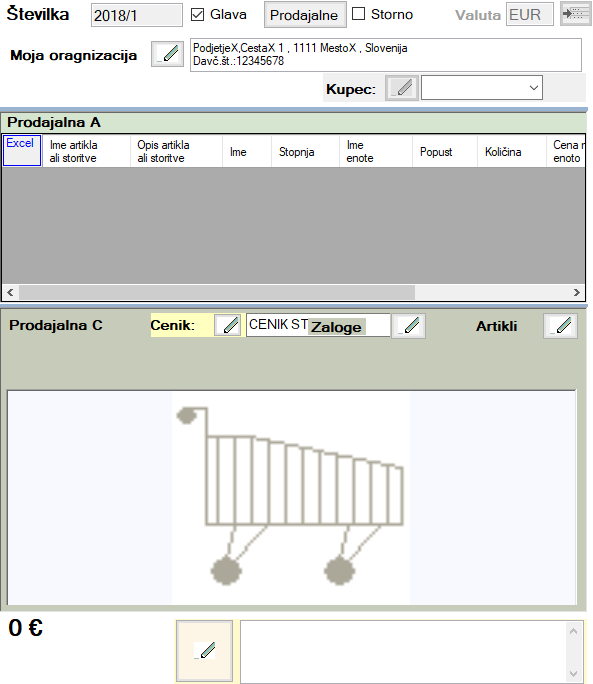 Številka 2018/1 Glava Prodajalne Storno Valuta EUR
Moja oragnizacija
PodjetjeX,CestaX 1 , 1111 MestoX , Slovenija
Davč.št.:12345678
Kupec:
Prodajalna A
Excel
Ime artikla
ali storitve
Opis artikla
ali storitve
Ime
Stopnja
Ime
enote
Popust
Količina
Cena
enoto
Prodajalna C Cenik: CENIK ST Zaloge Artikli
0 €